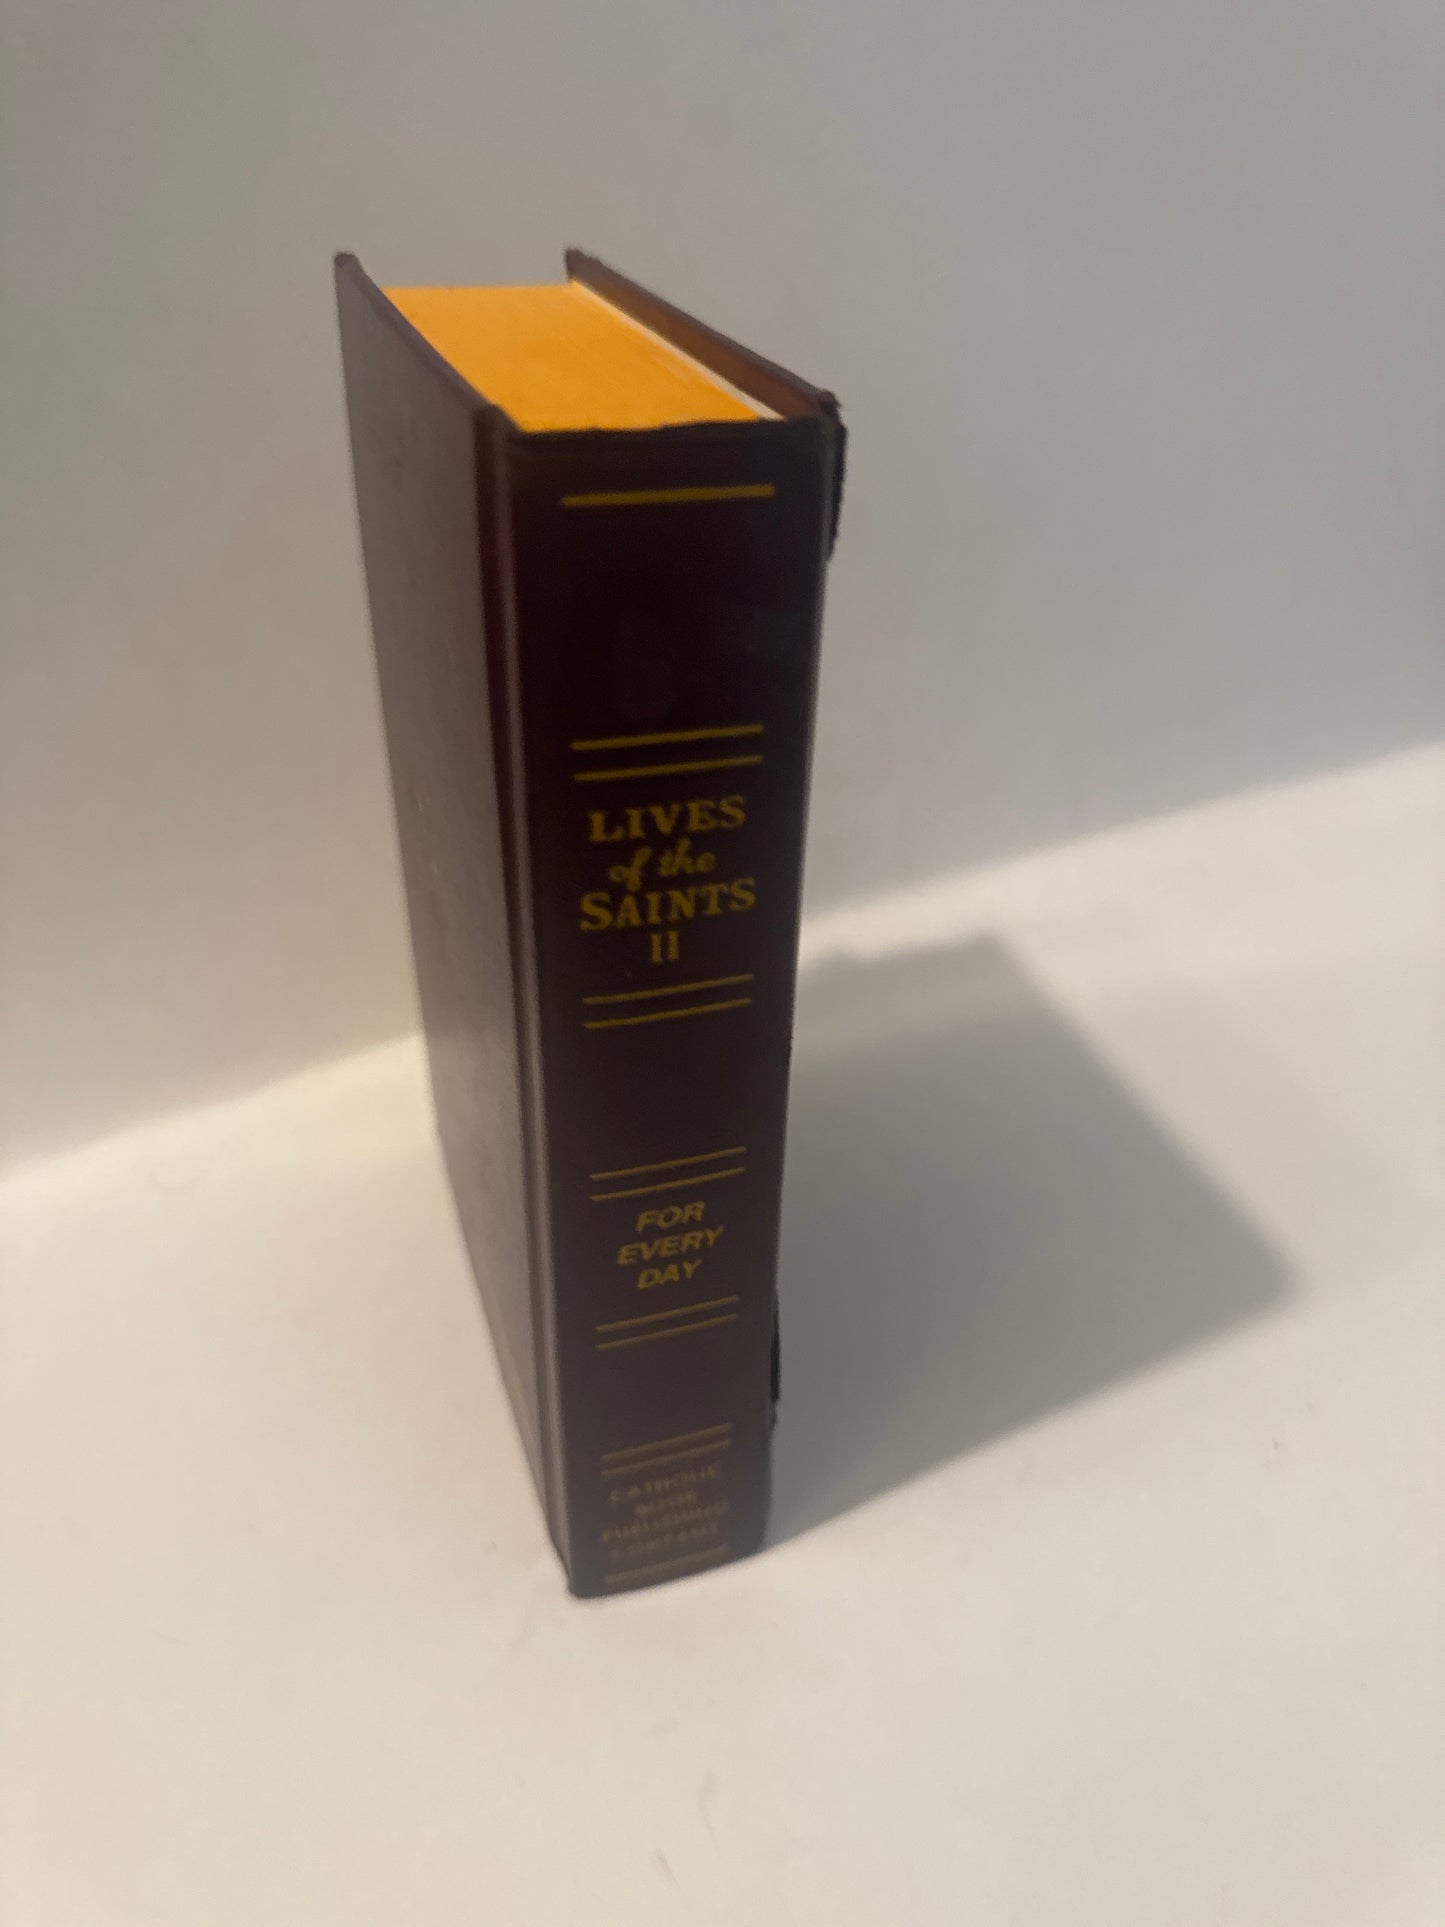 LIVES
of the
SAINTS
II
FOR
EVERY
DAY
CATHOLIC
BOOK
PUBLISHING
COMPANY